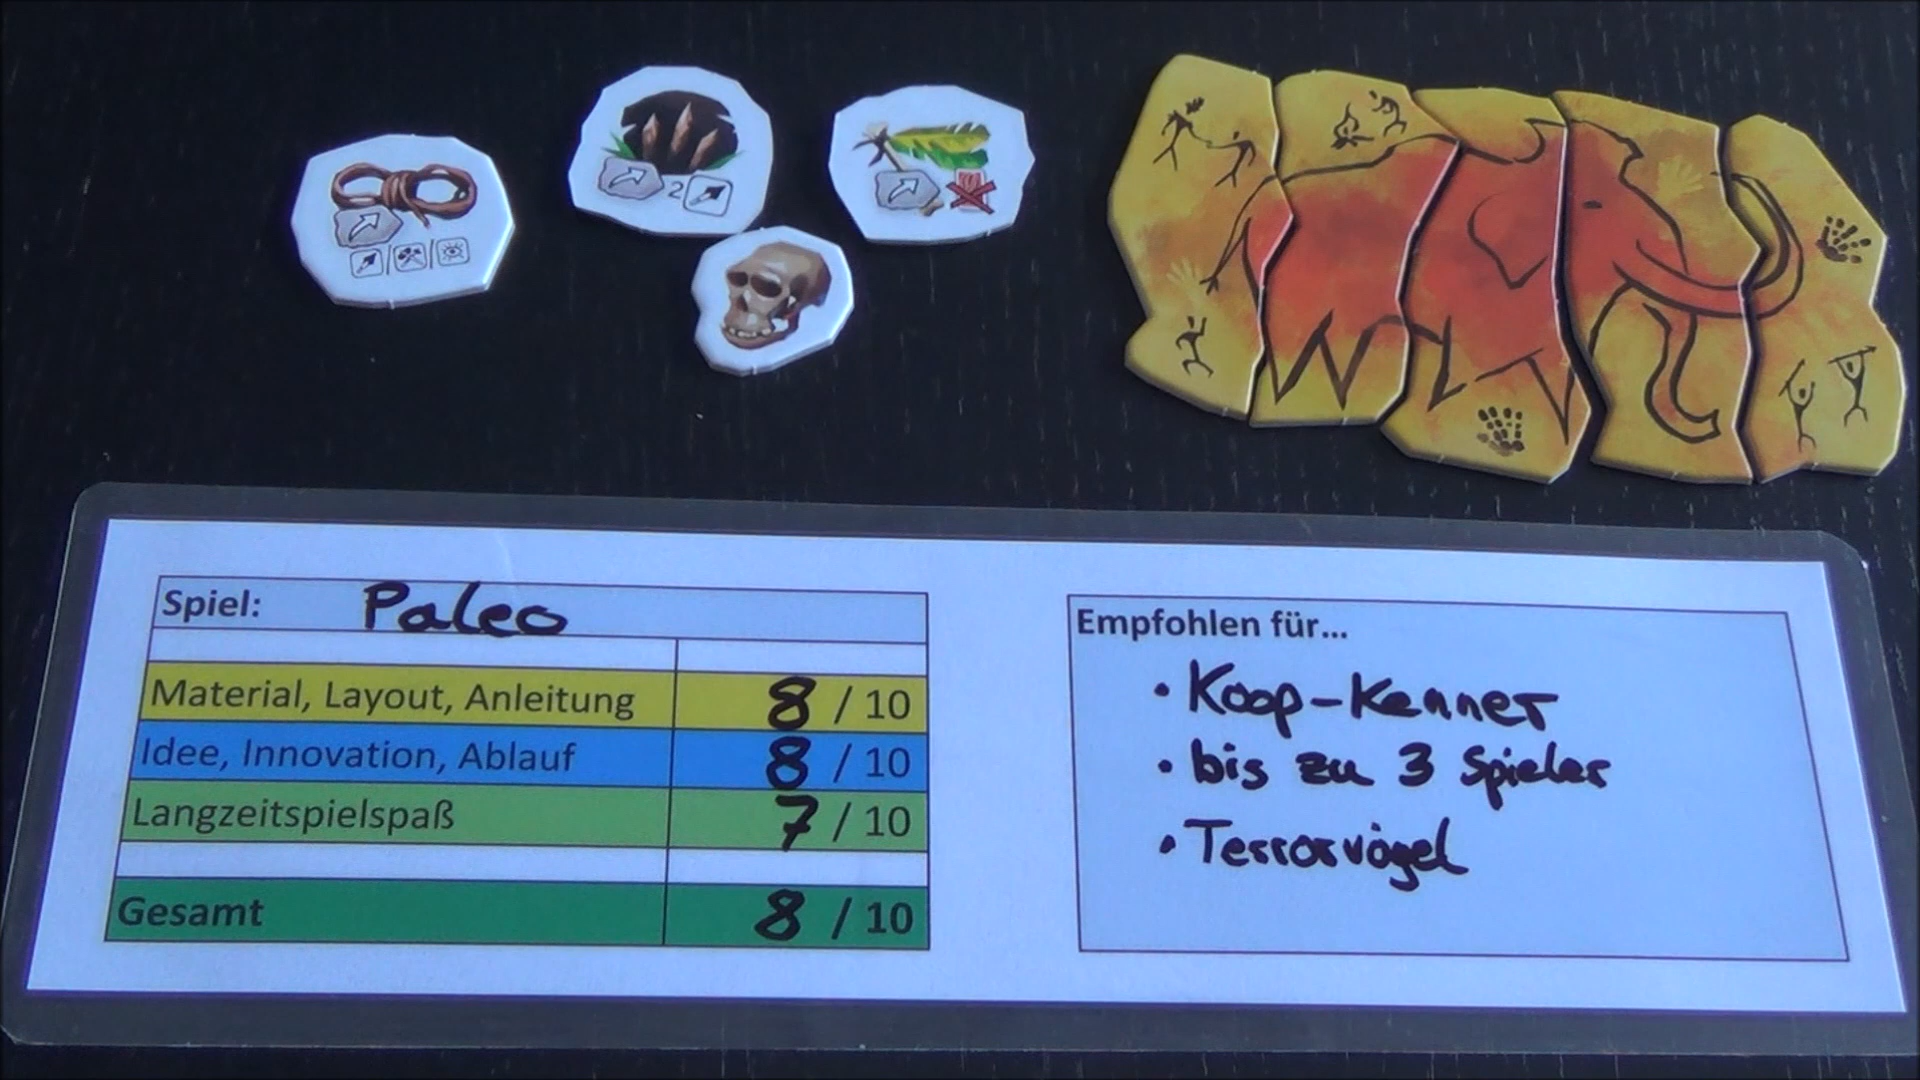 2
Spiel: Paleo
Material, Layout, Anleitung 8 / 10
Idee, Innovation, Ablauf 8 / 10
Langzeitspielspaß 7 / 10
Gesamt 8 / 10
Empfohlen für...
• Koop-Kenner
• bis zu 3 Spieler
• Terrorvögel